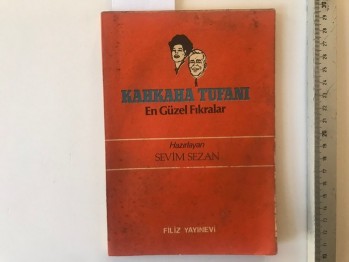 KAHKAHA TUFANI
En Güzel Fıkralar
Hazırlayan
SEVİM SEZAN
FİLİZ YAYINEVİ